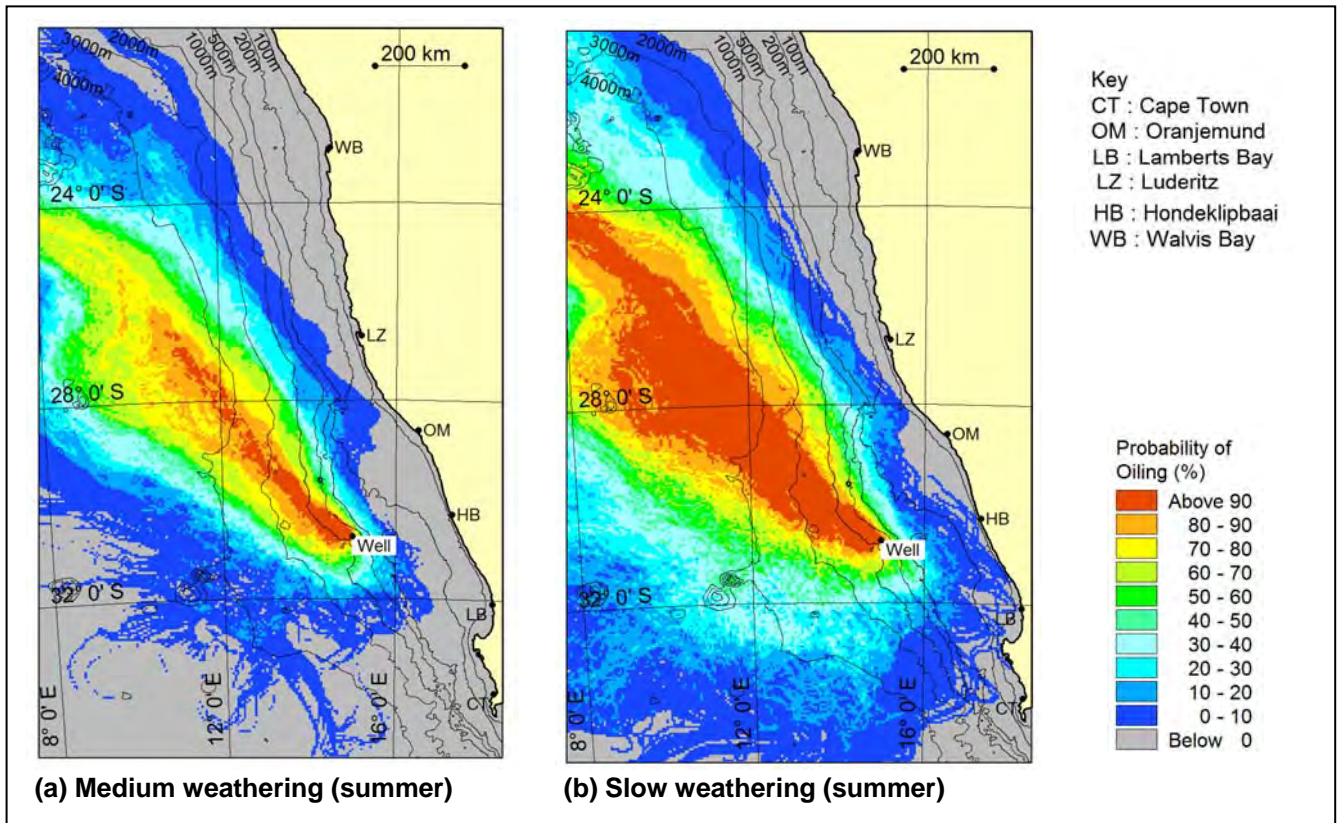 3000m
2000m
1000m
500m
200m
100m
4000m
200 km
WB
24° 0' S
LZ
28° 0' S
OM
HB
Well
32° 0' S
LB
CT
8° 0' E
12° 0' E
16° 0' E
(a) Medium weathering (summer)
3000m
2000m
1000m
500m
200m
100m
4000m
200 km
WB
24° 0' S
LZ
28° 0' S
OM
HB
Well
32° 0' S
LB
CT
8° 0' E
12° 0' E
16° 0' E
(b) Slow weathering (summer)
Key
CT : Cape Town
OM : Oranjemund
LB : Lamberts Bay
LZ : Luderitz
HB : Hondeklipbaai
WB : Walvis Bay
Probability of
Oiling (%)
Above 90
80 - 90
70 - 80
60 - 70
50 - 60
40 - 50
30 - 40
20 - 30
10 - 20
0 - 10
Below 0